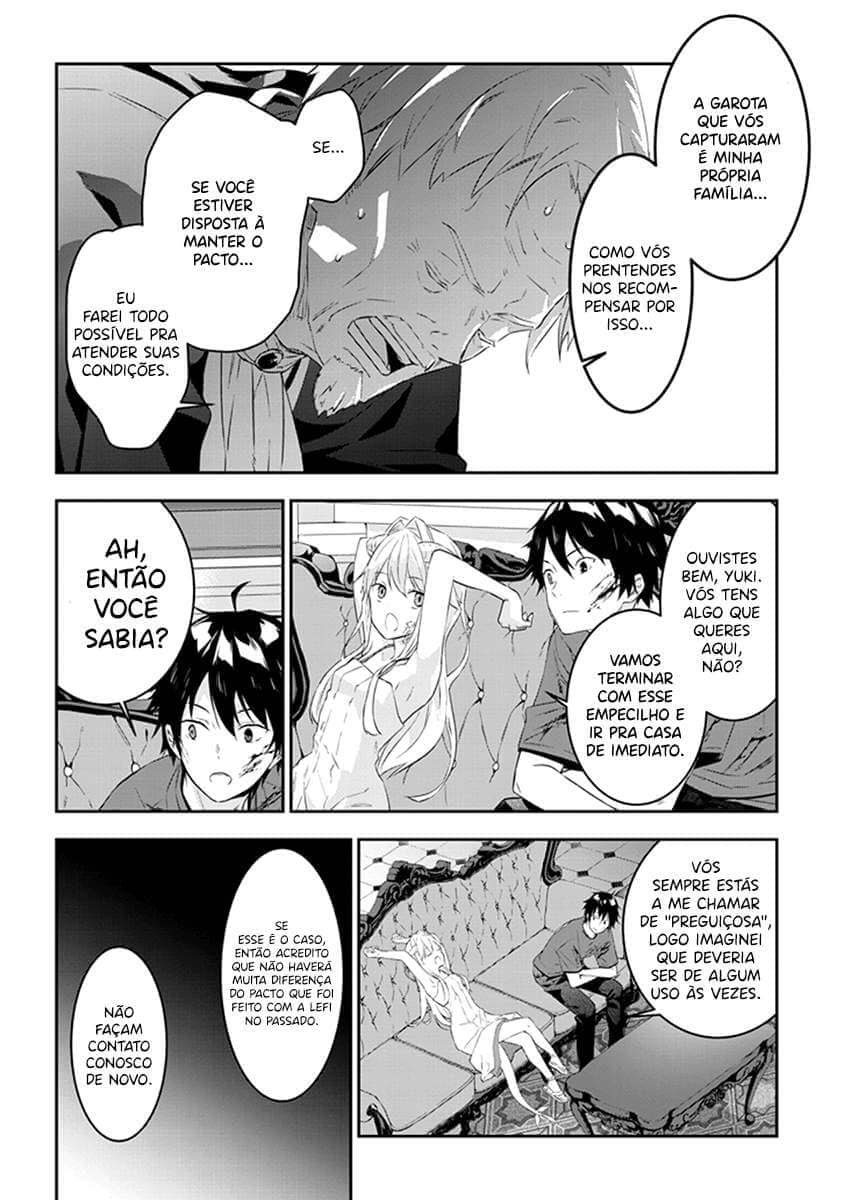 A GAROTA
QUE VÓS
CAPTURARAM
É MINHA
PRÓPRIA
FAMÍLIA...
COMO VÓS
PRENTENDES
NOS RECOM-
PENSAR POR
ISSO...
SE...
SE VOCÊ
ESTIVER
DISPOSTA À
MANTER O
PACTO...
EU
FAREI TODO
POSSÍVEL PRA
ATENDER SUAS
CONDIÇÕES.
OUVISTES
BEM, YUKI.
VÓS TENS
ALGO QUE
QUERES
AQUI,
NÃO?
VAMOS
TERMINAR
COM ESSE
EMPECILHO E
IR PRA CASA
DE IMEDIATO.
AH,
ENTÃO
VOCÊ
SABIA?
VÓS
SEMPRE ESTÁS
A ME CHAMAR
DE "PREGUIÇOSA",
LOGO IMAGINEI
QUE DEVERIA
SER DE ALGUM
USO ÀS VEZES.
SE
ESSE É O CASO,
ENTÃO ACREDITO
QUE NÃO HAVERÁ
MUITA DIFERENÇA
DO PACTO QUE FOI
FEITO COM A LEFI
NO PASSADO.
NÃO
FAÇAM
CONTATO
CONOSCO
DE NOVO.